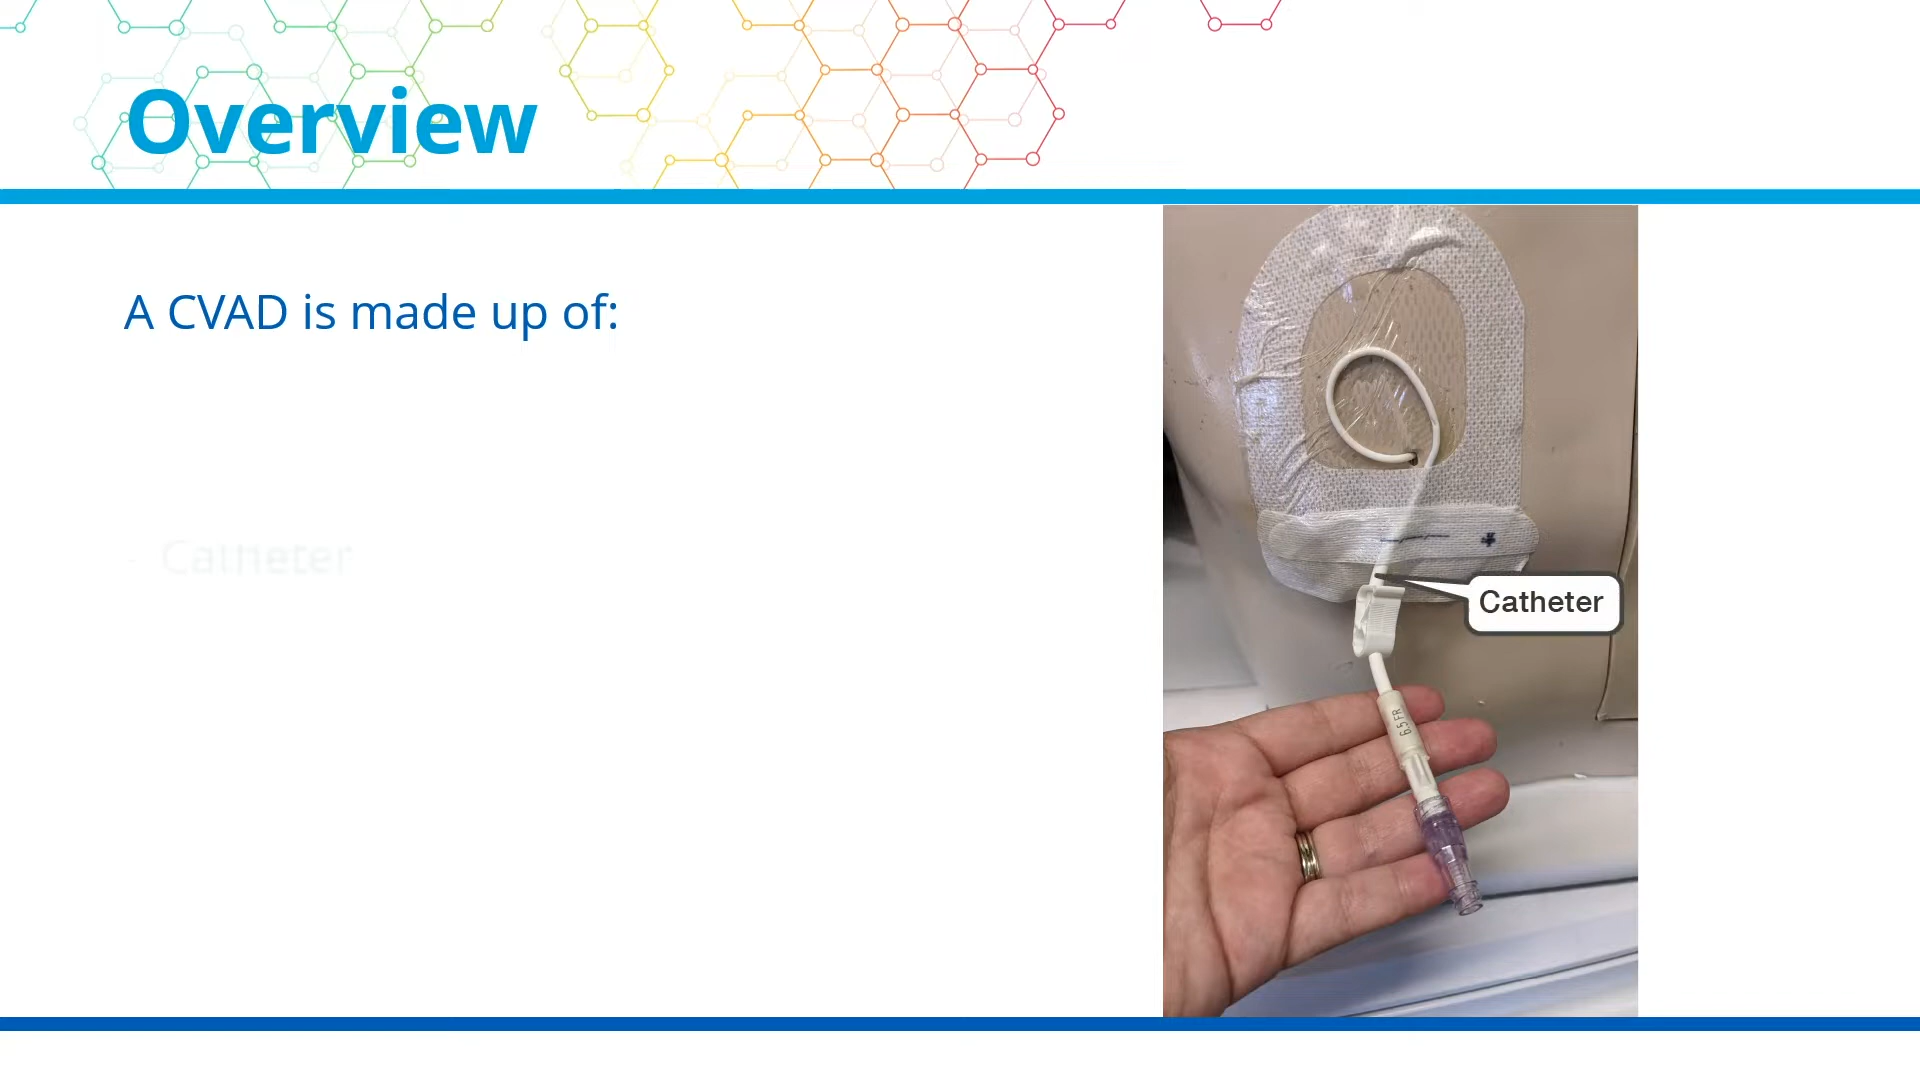 Overview
A CVAD is made up of:
- Catheter
Catheter
6.5 FR